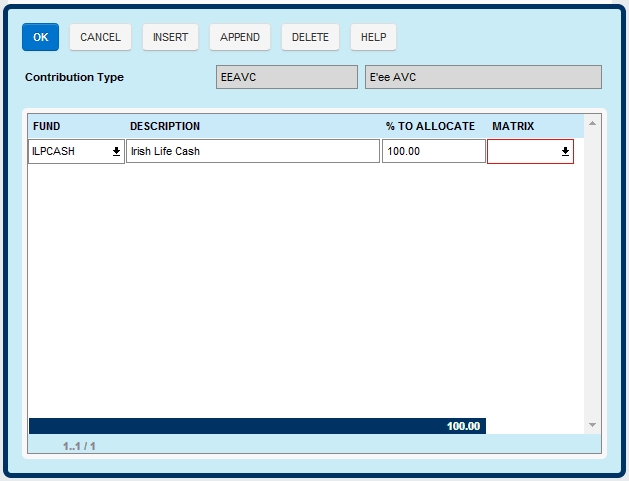 OK CANCEL INSERT APPEND DELETE HELP
Contribution Type EEAVC E'ee AVC
FUND DESCRIPTION % TO ALLOCATE MATRIX
ILPCASH Irish Life Cash 100.00
100.00
1..1 / 1